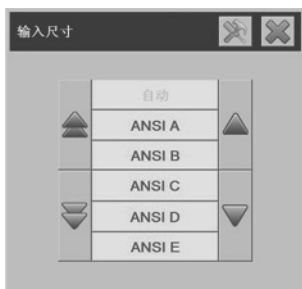 输入尺寸
自动
ANSI A
ANSI B
ANSI C
ANSI D
ANSI E